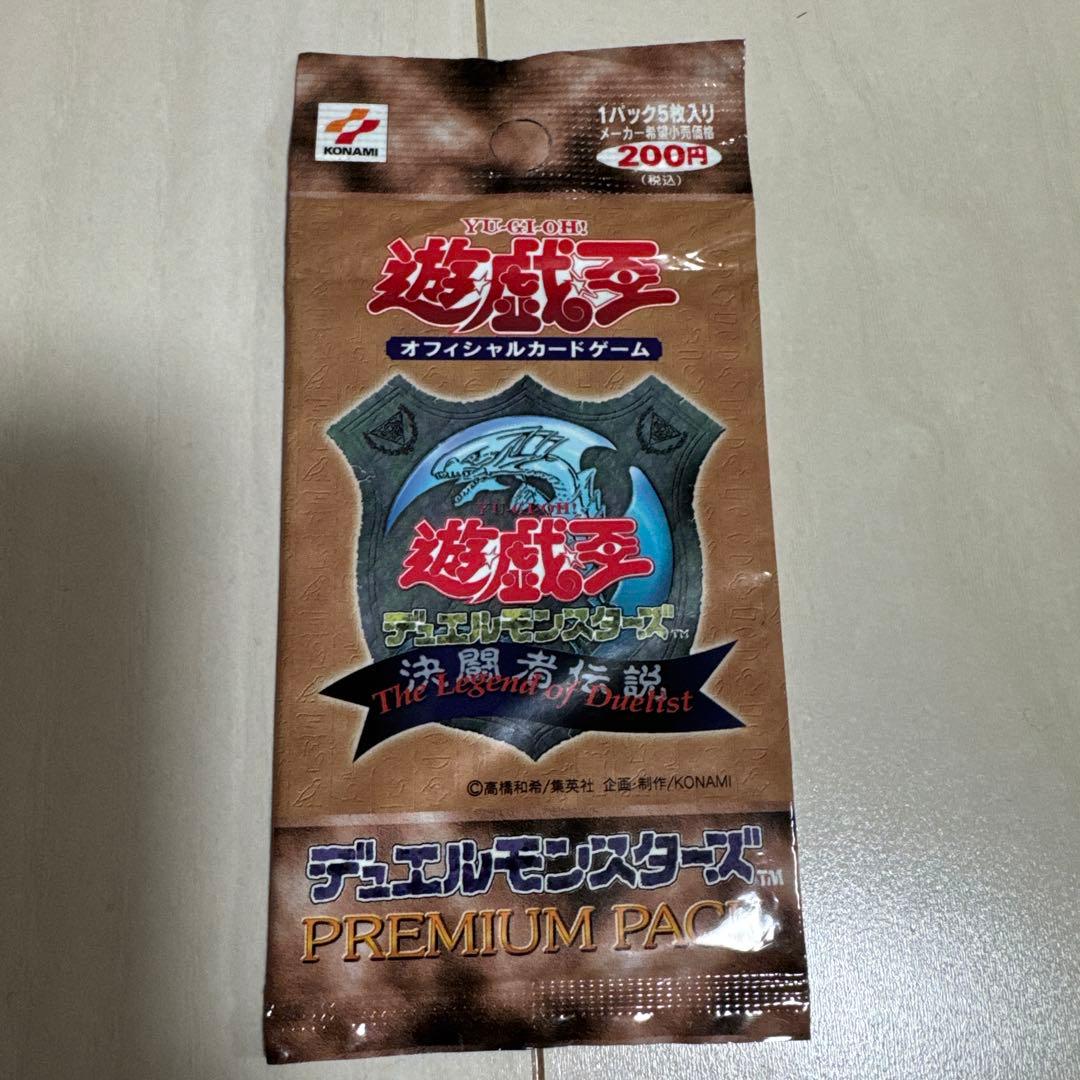 KONAMI
1パック5枚入り
メーカー希望小売価格
200円
(税込)
YU-GI-OH!
遊戯王
オフィシャルカードゲーム
YU-GI-OH!
遊戯王
デュエルモンスターズ™
決闘者伝説
The Legend of Duelist
©高橋和希/集英社 企画・制作/KONAMI
デュエルモンスターズ™
PREMIUM PACK